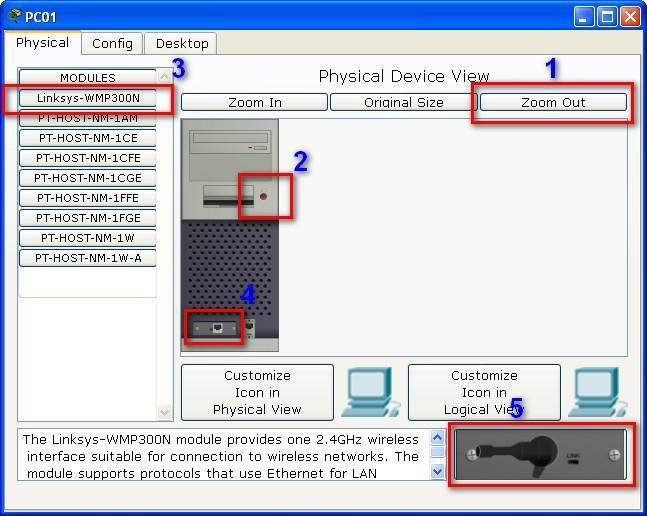 PC01
Physical
Config
Desktop
MODULES
3
Linksys-WMP300N
PT-HOST-NM-1AM
PT-HOST-NM-1CE
PT-HOST-NM-1CFE
PT-HOST-NM-1CGE
PT-HOST-NM-1FFE
PT-HOST-NM-1FGE
PT-HOST-NM-1W
PT-HOST-NM-1W-A
Physical Device View
1
Zoom In
Original Size
Zoom Out
2
4
Customize
Icon in
Physical View
Customize
Icon in
Logical View
5
The Linksys-WMP300N module provides one 2.4GHz wireless
interface suitable for connection to wireless networks. The
module supports protocols that use Ethernet for LAN
LINK